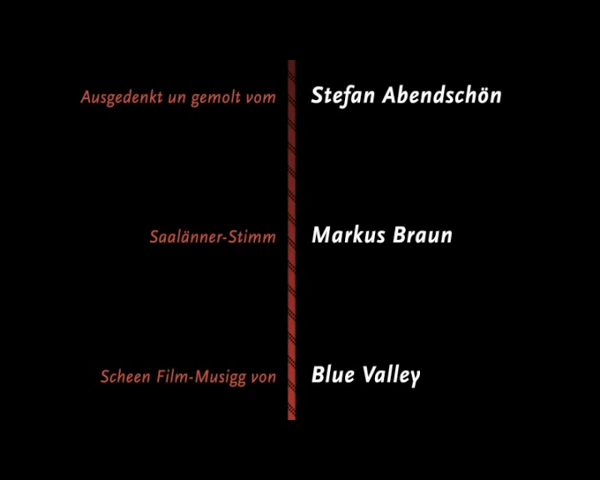 Ausgedenkt un gemolt vom Stefan Abendschön
Saalänner-Stimm Markus Braun
Scheen Film-Musigg von Blue Valley